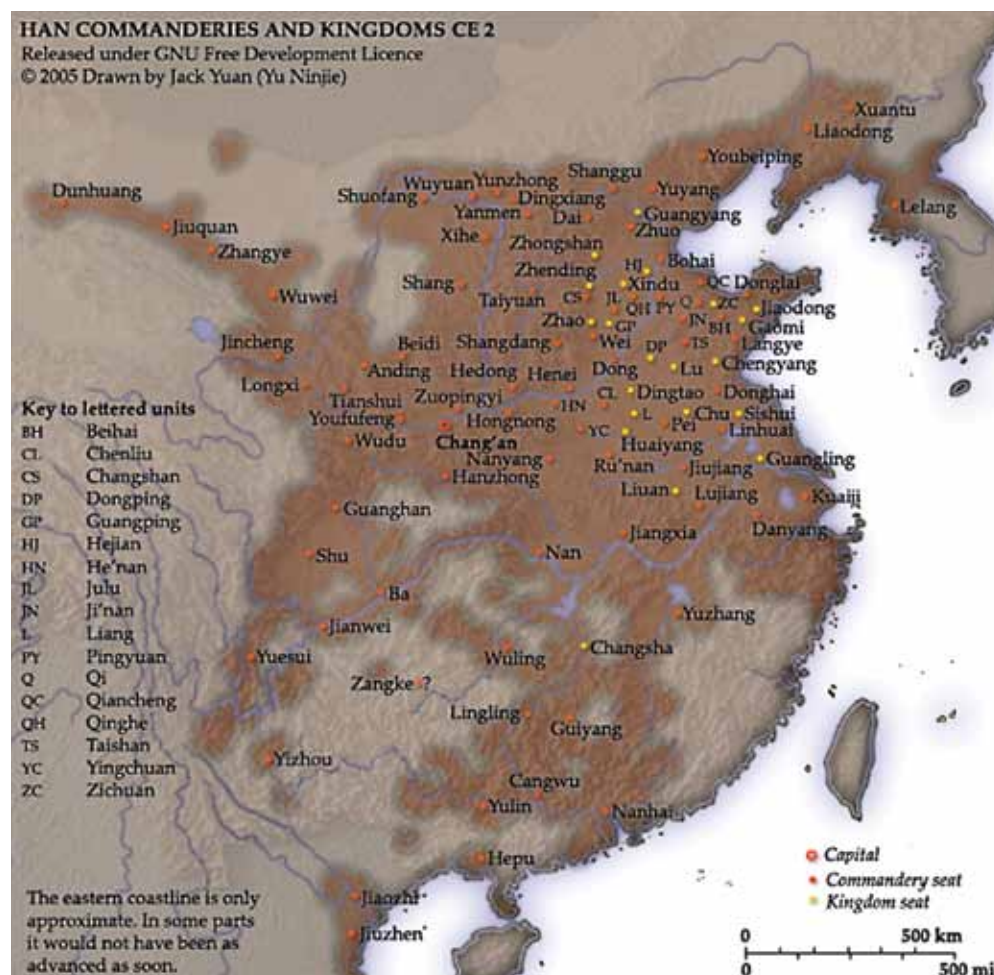 HAN COMMANDERIES AND KINGDOMS CE 2
Released under GNU Free Development Licence
© 2005 Drawn by Jack Yuan (Yu Ninjie)
Xuantu
Liaodong
Youbeiping
Shanggu
Wuyuan
Yunzhong
Yuyang
Dunhuang
Shuofang
Dingxiang
Lelang
Yanmen
Dai
Guangyang
Zhuo
Jiuquan
Xihe
Zhongshan
Zhangye
Zhending
HJ
Bohai
Shang
Xindu
QC
Donglai
Wuwei
Taiyuan
CS
JL
QH
PY
Q
ZC
Jiaodong
Zhao
GP
JN
BH
Gaomi
Jincheng
Beidi
Shangdang
Wei
DP
TS
Langye
Anding
Hedong
Henei
Dong
Lu
Chengyang
Longxi
Tianshui
Zuopingyi
HN
CL
Dingtao
Donghai
Youfufeng
Hongnong
L
Chu
Sishui
Wudu
Chang'an
YC
Pei
Linhuai
Huaiyang
Nanyang
Ru'nan
Jiujiang
Guangling
Hanzhong
Liuan
Lujiang
Kuaiji
Guanghan
Jiangxia
Danyang
Shu
Nan
Ba
Yuzhang
Jianwei
Changsha
Yuesui
Wuling
Zangke ?
Lingling
Guiyang
Yizhou
Cangwu
Yulin
Nanhai
Hepu
Jiaozhi
Jiuzhen
Key to lettered units
BH Beihai
CL Chenliu
CS Changshan
DP Dongping
GP Guangping
HJ Hejian
HN He'nan
JL Julu
JN Ji'nan
L Liang
PY Pingyuan
Q Qi
QC Qiancheng
QH Qinghe
TS Taishan
YC Yingchuan
ZC Zichuan
The eastern coastline is only
approximate. In some parts
it would not have been as
advanced as soon.
Capital
Commandery seat
Kingdom seat
0 500 km
0 500 mi